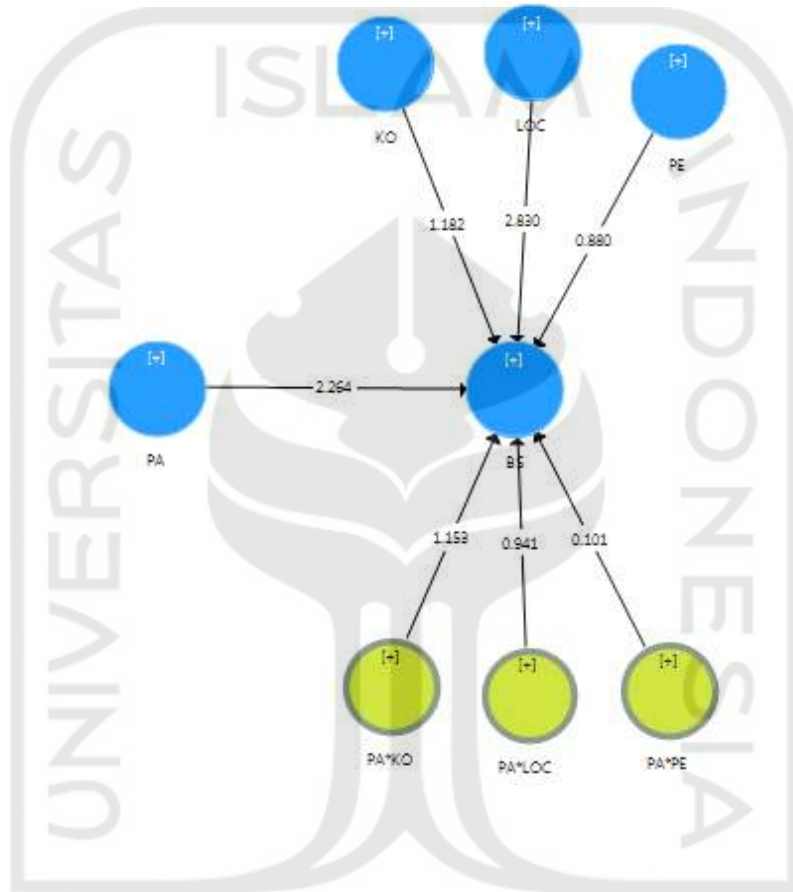 ISLAM
UNIVERSITAS
INDONESIA
[+]
[+]
[+]
KO
LOC
PE
1.182
2.830
0.880
[+]
[+]
2.264
PA
BS
1.153
0.941
0.101
[+]
[+]
[+]
PA*KO
PA*LOC
PA*PE